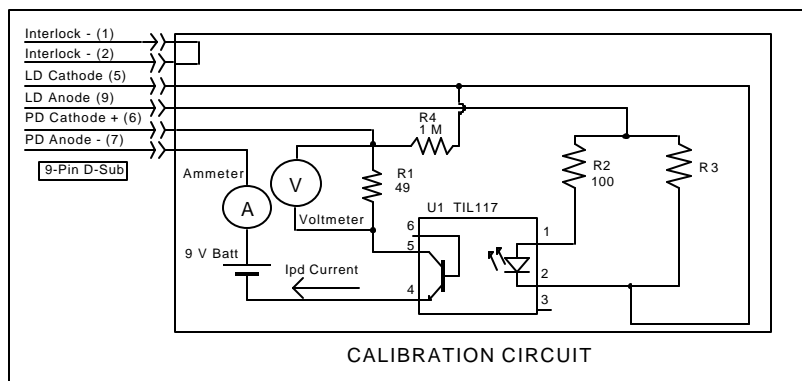 Interlock - (1)
Interlock - (2)
LD Cathode (5)
LD Anode (9)
PD Cathode + (6)
PD Anode - (7)
9-Pin D-Sub
Ammeter
A
V
Voltmeter
R4
1 M
R1
49
R2
100
R3
U1 TIL117
6
5
4
1
2
3
9 V Batt
Ipd Current
CALIBRATION CIRCUIT